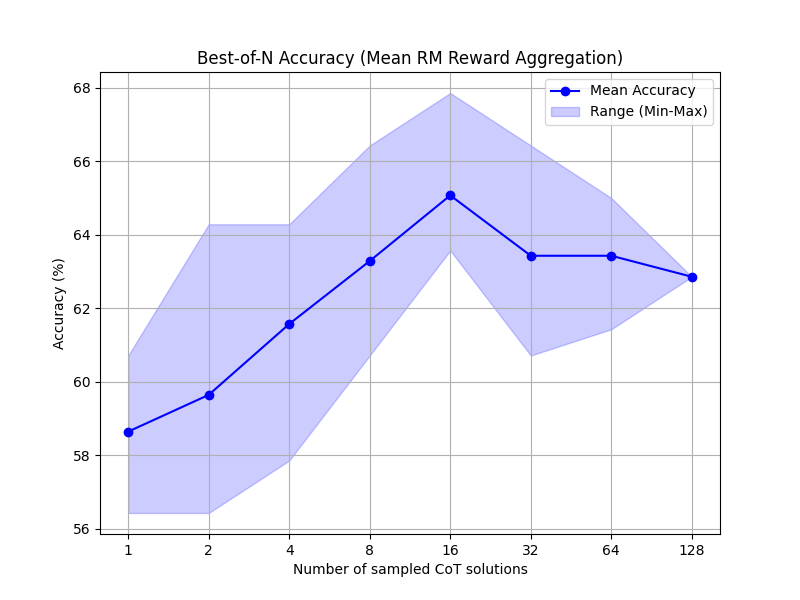 Best-of-N Accuracy (Mean RM Reward Aggregation)
Mean Accuracy
Range (Min-Max)
Accuracy (%)
68
66
64
62
60
58
56
1 2 4 8 16 32 64 128
Number of sampled CoT solutions